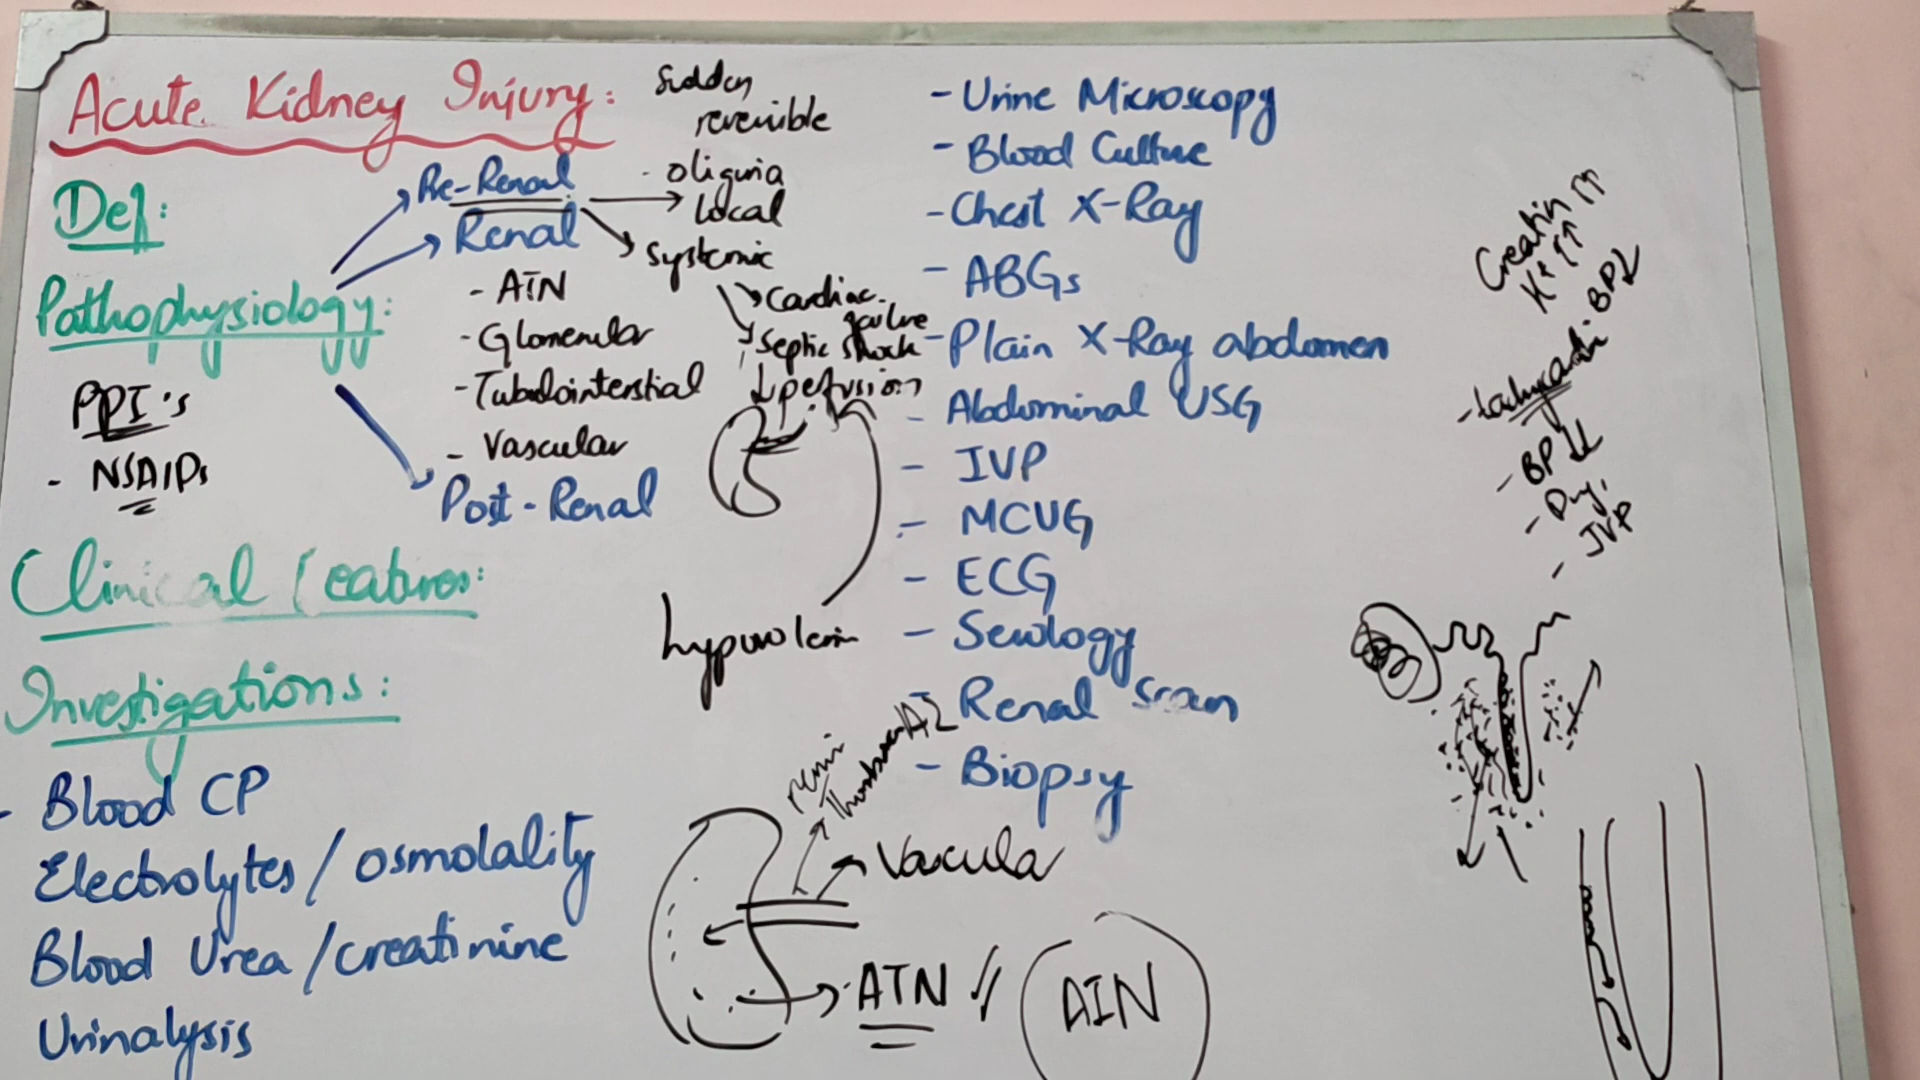 Acute Kidney Injury:
Sudden
reversible
- oliguria
Def:
Pathophysiology:
Pre-Renal
Renal
Local
Systemic
Cardiac
failure
Septic shock
↓ perfusion
- ATN
- Glomerular
- Tubulointerstial
- Vascular
Post-Renal
PPI's
- NSAIDs
hypovolemia
Clinical Features:
Investigations:
- Blood CP
Electrolytes / osmolality
Blood Urea / creatinine
Urinalysis
- Urine Microscopy
- Blood Culture
- Chest X-Ray
- ABGs
- Plain X-Ray abdomen
- Abdominal USG
- IVP
- MCUG
- ECG
- Serology
- Renal Scan
- Biopsy
renin
Vascula
ATN
AIN
Creatin ↑↑
K+ ↑↑
BP↓
- tachycardi
- BP ↓↓
- JVP